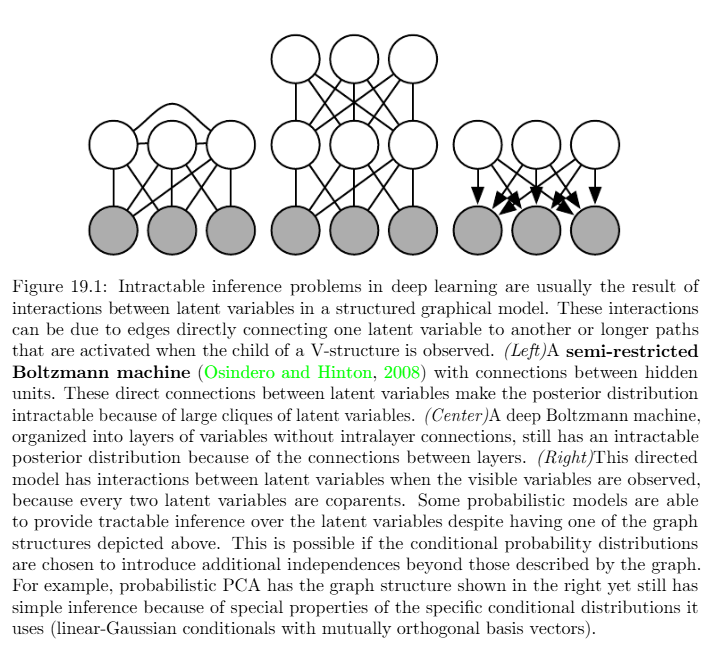 Figure 19.1: Intractable inference problems in deep learning are usually the result of
interactions between latent variables in a structured graphical model. These interactions
can be due to edges directly connecting one latent variable to another or longer paths
that are activated when the child of a V-structure is observed. (Left)A semi-restricted
Boltzmann machine (Osindero and Hinton, 2008) with connections between hidden
units. These direct connections between latent variables make the posterior distribution
intractable because of large cliques of latent variables. (Center)A deep Boltzmann machine,
organized into layers of variables without intralayer connections, still has an intractable
posterior distribution because of the connections between layers. (Right)This directed
model has interactions between latent variables when the visible variables are observed,
because every two latent variables are coparents. Some probabilistic models are able
to provide tractable inference over the latent variables despite having one of the graph
structures depicted above. This is possible if the conditional probability distributions
are chosen to introduce additional independences beyond those described by the graph.
For example, probabilistic PCA has the graph structure shown in the right yet still has
simple inference because of special properties of the specific conditional distributions it
uses (linear-Gaussian conditionals with mutually orthogonal basis vectors).